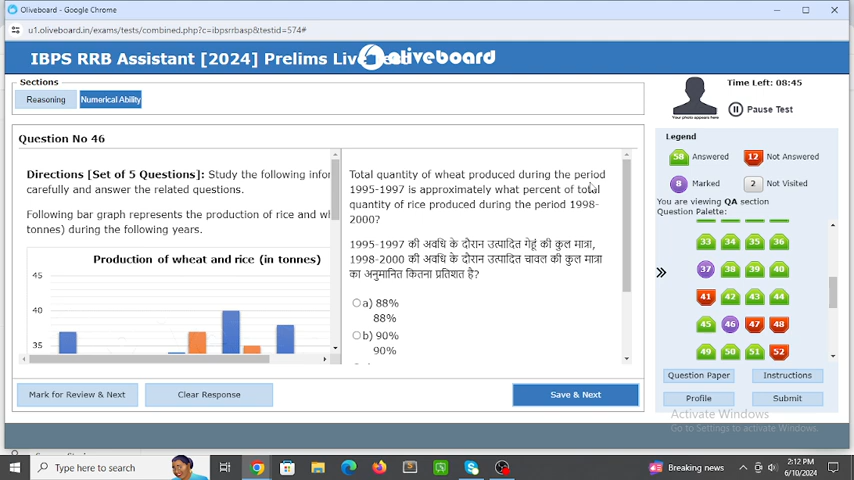 Oliveboard - Google Chrome
u1.oliveboard.in/exams/tests/combined.php?c=ibpsrrbasp&testid=574#
IBPS RRB Assistant [2024] Prelims Live
oliveboard
Sections
Reasoning
Numerical Ability
Question No 46
Directions [Set of 5 Questions]: Study the following infor
carefully and answer the related questions.
Following bar graph represents the production of rice and wh
tonnes) during the following years.
Production of wheat and rice (in tonnes)
45
40
35
Total quantity of wheat produced during the period
1995-1997 is approximately what percent of total
quantity of rice produced during the period 1998-
2000?
1995-1997 की अवधि के दौरान उत्पादित गेहूं की कुल मात्रा,
1998-2000 की अवधि के दौरान उत्पादित चावल की कुल मात्रा
का अनुमानित कितना प्रतिशत है?
a) 88%
88%
b) 90%
90%
Mark for Review & Next
Clear Response
Save & Next
Your photo appears here
Time Left: 08:45
Pause Test
Legend
58 Answered
12 Not Answered
8 Marked
2 Not Visited
You are viewing QA section
Question Palette:
33 34 35 36
37 38 39 40
41 42 43 44
45 46 47 48
49 50 51 52
Question Paper
Instructions
Profile
Submit
Activate Windows
Go to Settings to activate Windows.
Type here to search
Breaking news
2:12 PM
6/10/2024